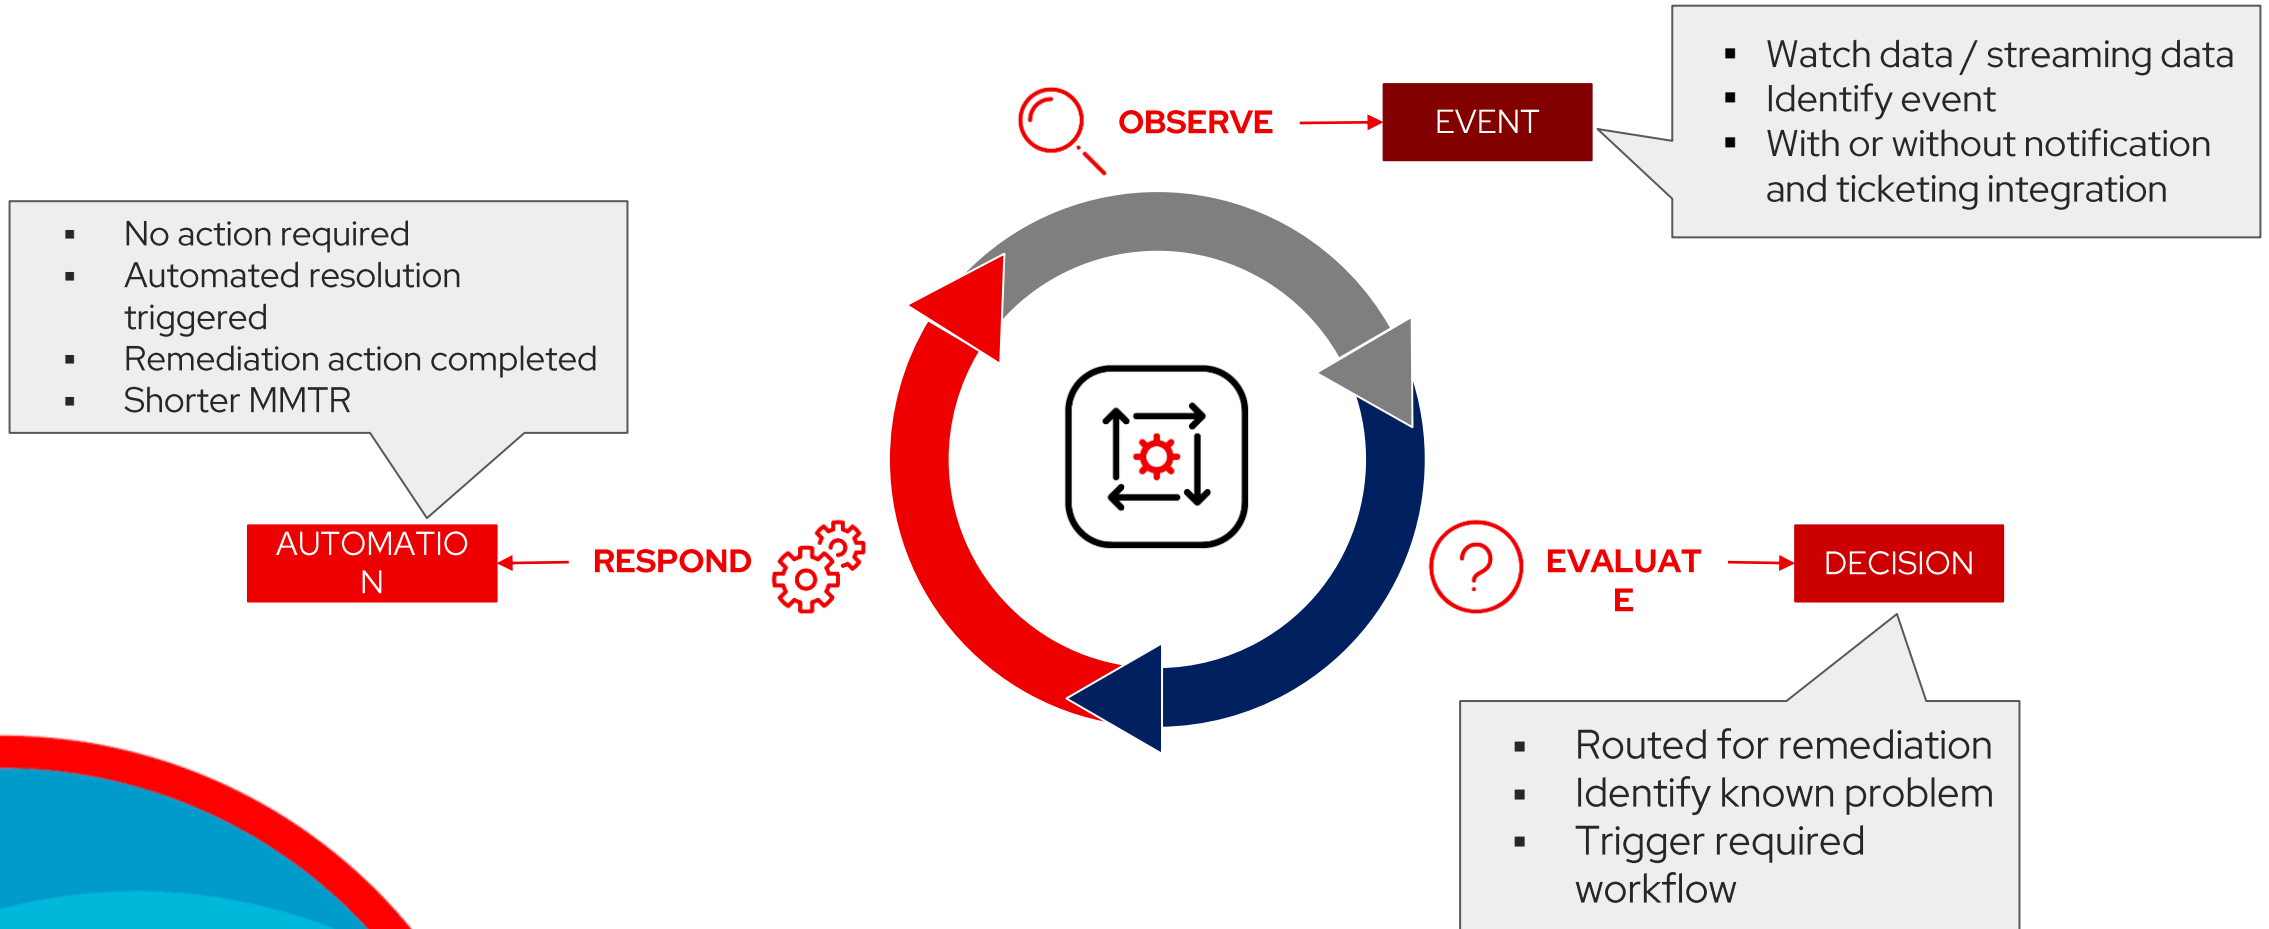 OBSERVE
EVENT
▪ Watch data / streaming data
▪ Identify event
▪ With or without notification
and ticketing integration
▪ No action required
▪ Automated resolution
triggered
▪ Remediation action completed
▪ Shorter MMTR
AUTOMATIO
N
RESPOND
?
EVALUAT
E
DECISION
▪ Routed for remediation
▪ Identify known problem
▪ Trigger required
workflow